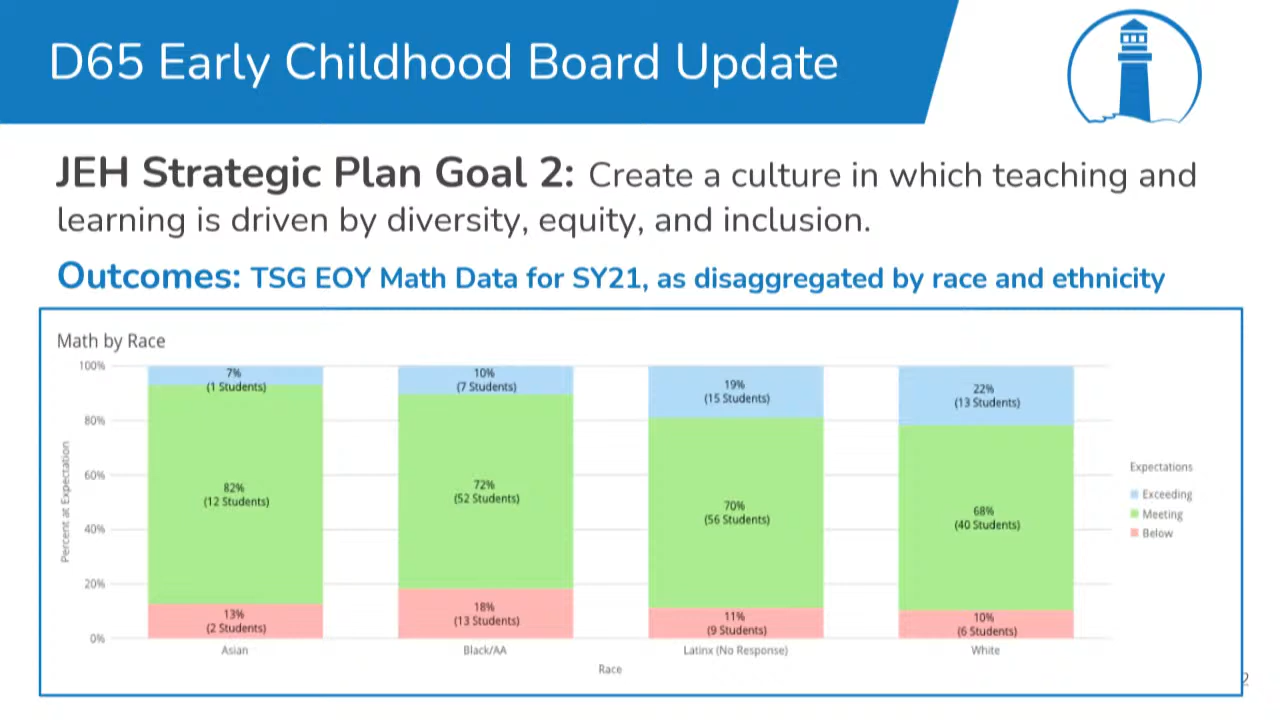 D65 Early Childhood Board Update
JEH Strategic Plan Goal 2: Create a culture in which teaching and
learning is driven by diversity, equity, and inclusion.
Outcomes: TSG EOY Math Data for SY21, as disaggregated by race and ethnicity
Math by Race
Percent at Expectation
100%
80%
60%
40%
20%
0%
7%
(1 Students)
82%
(12 Students)
13%
(2 Students)
Asian
10%
(7 Students)
72%
(52 Students)
18%
(13 Students)
Black/AA
19%
(15 Students)
70%
(56 Students)
11%
(9 Students)
Latinx (No Response)
22%
(13 Students)
68%
(40 Students)
10%
(6 Students)
White
Race
Expectations
Exceeding
Meeting
Below